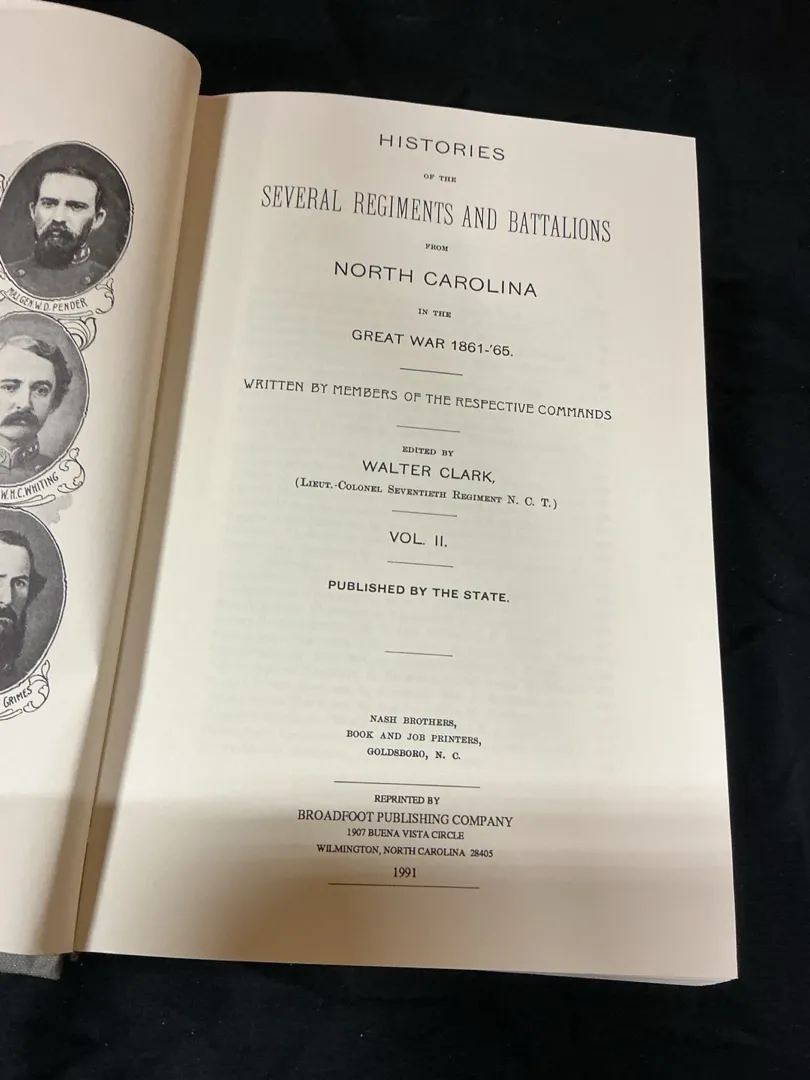 MAJ.GEN.W.D.PENDER
W.H.C.WHITING
GRIMES
HISTORIES
OF THE
SEVERAL REGIMENTS AND BATTALIONS
FROM
NORTH CAROLINA
IN THE
GREAT WAR 1861-'65.
WRITTEN BY MEMBERS OF THE RESPECTIVE COMMANDS
EDITED BY
WALTER CLARK,
(LIEUT.-COLONEL SEVENTIETH REGIMENT N. C. T.)
VOL. II.
PUBLISHED BY THE STATE.
NASH BROTHERS,
BOOK AND JOB PRINTERS,
GOLDSBORO, N. C.
REPRINTED BY
BROADFOOT PUBLISHING COMPANY
1907 BUENA VISTA CIRCLE
WILMINGTON, NORTH CAROLINA 28405
1991